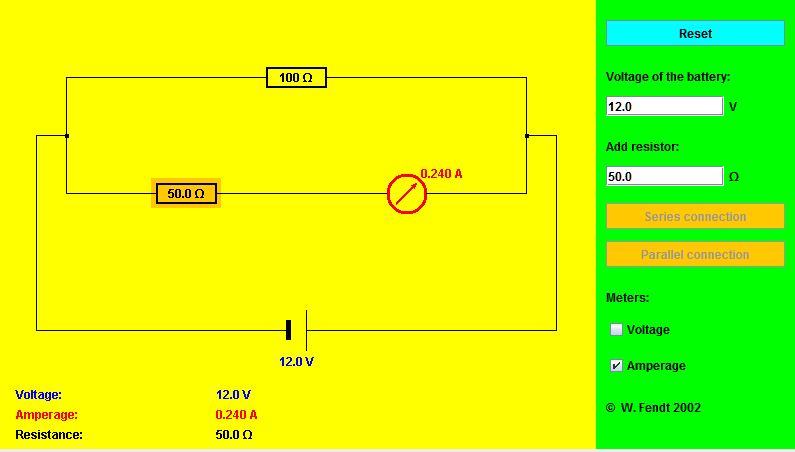 100 Ω
0.240 A
50.0 Ω
12.0 V
Voltage: 12.0 V
Amperage: 0.240 A
Resistance: 50.0 Ω
Reset
Voltage of the battery:
12.0 V
Add resistor:
50.0 Ω
Series connection
Parallel connection
Meters:
Voltage
Amperage
© W. Fendt 2002